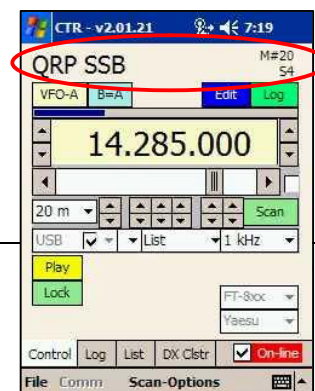 CTR - v2.01.21 7:19
QRP SSB M#20
S4
VFO-A B=A Edit Log
14.285.000
20 m Scan
USB List 1 kHz
Play
Lock FT-8xx
Yaesu
Control Log List DX Clstr On-line
File Comm Scan-Options